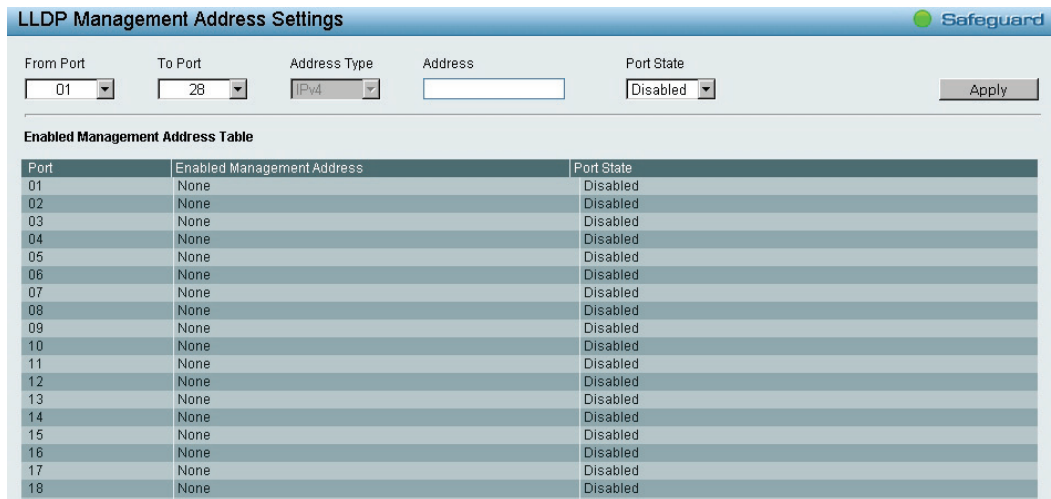 LLDP Management Address Settings
Safeguard
From Port To Port Address Type Address Port State
01 28 IPv4 Disabled Apply
Enabled Management Address Table
Port Enabled Management Address Port State
01 None Disabled
02 None Disabled
03 None Disabled
04 None Disabled
05 None Disabled
06 None Disabled
07 None Disabled
08 None Disabled
09 None Disabled
10 None Disabled
11 None Disabled
12 None Disabled
13 None Disabled
14 None Disabled
15 None Disabled
16 None Disabled
17 None Disabled
18 None Disabled